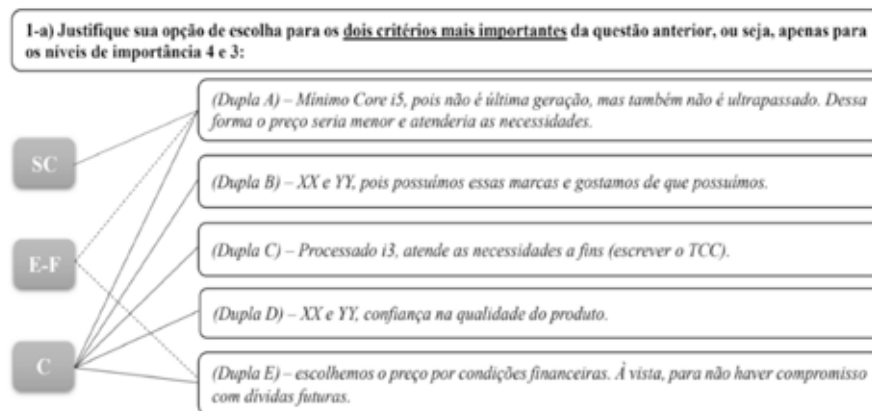 1-a) Justifique sua opção de escolha para os dois critérios mais importantes da questão anterior, ou seja, apenas para
os níveis de importância 4 e 3:
(Dupla A) – Mínimo Core i5, pois não é última geração, mas também não é ultrapassado. Dessa
forma o preço seria menor e atenderia as necessidades.
SC
(Dupla B) – XX e YY, pois possuímos essas marcas e gostamos de que possuímos.
E-F
(Dupla C) – Processado i3, atende as necessidades a fins (escrever o TCC).
(Dupla D) – XX e YY, confiança na qualidade do produto.
C
(Dupla E) – escolhemos o preço por condições financeiras. À vista, para não haver compromisso
com dívidas futuras.